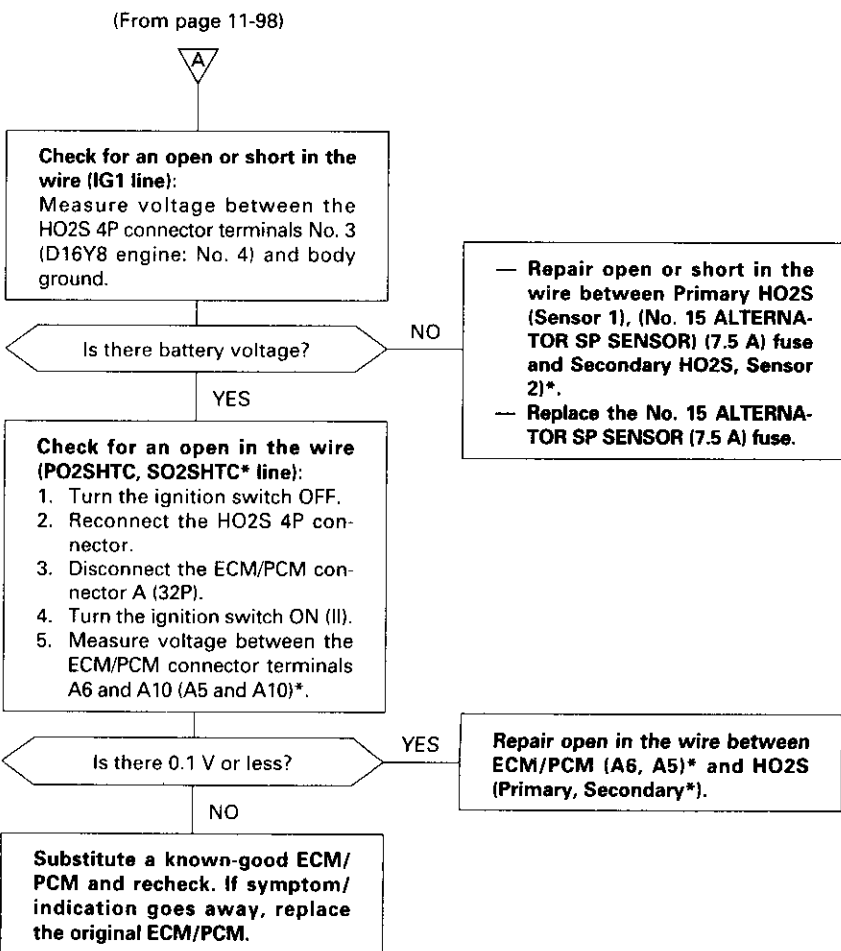 (From page 11-98)
A
Check for an open or short in the
wire (IG1 line):
Measure voltage between the
HO2S 4P connector terminals No. 3
(D16Y8 engine: No. 4) and body
ground.
Is there battery voltage?
NO
— Repair open or short in the
wire between Primary HO2S
(Sensor 1), (No. 15 ALTERNA-
TOR SP SENSOR) (7.5 A) fuse
and Secondary HO2S, Sensor
2)*.
— Replace the No. 15 ALTERNA-
TOR SP SENSOR (7.5 A) fuse.
YES
Check for an open in the wire
(PO2SHTC, SO2SHTC* line):
1. Turn the ignition switch OFF.
2. Reconnect the HO2S 4P con-
nector.
3. Disconnect the ECM/PCM con-
nector A (32P).
4. Turn the ignition switch ON (II).
5. Measure voltage between the
ECM/PCM connector terminals
A6 and A10 (A5 and A10)*.
Is there 0.1 V or less?
YES
Repair open in the wire between
ECM/PCM (A6, A5)* and HO2S
(Primary, Secondary*).
NO
Substitute a known-good ECM/
PCM and recheck. If symptom/
indication goes away, replace
the original ECM/PCM.